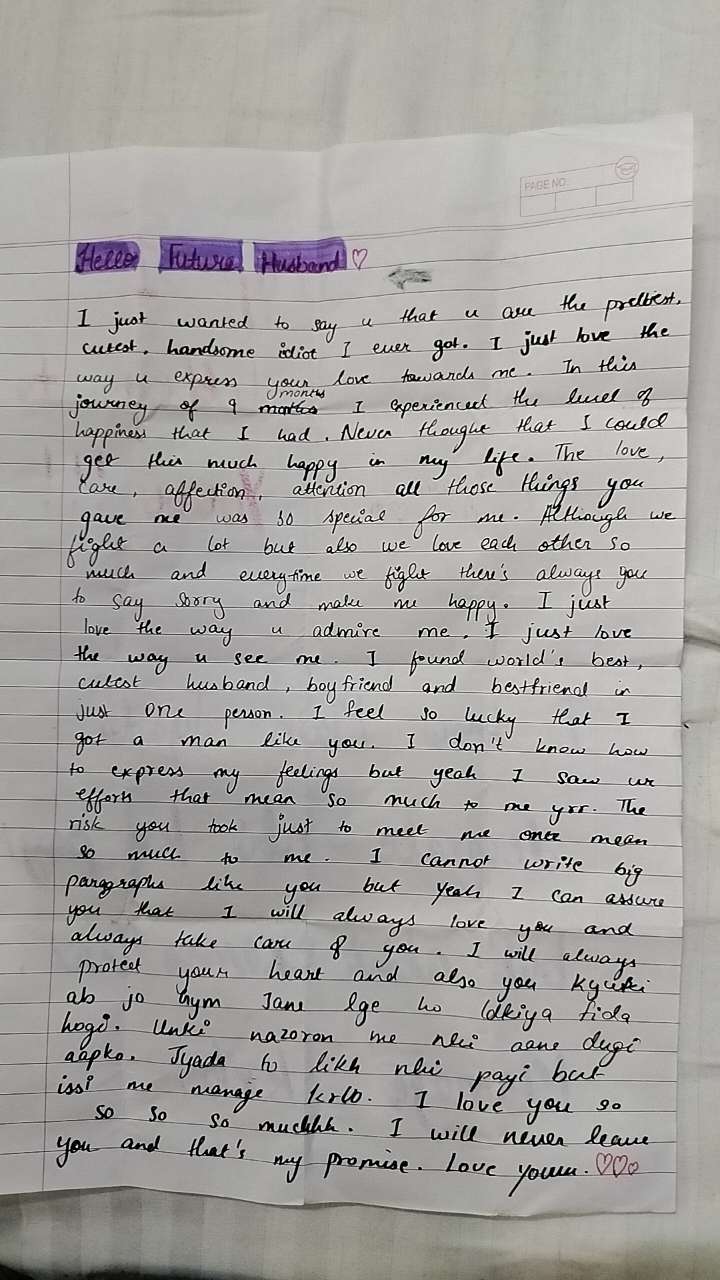 PAGE NO.
Hello Future Husband ♡
I just wanted to say u that u are the prettiest,
cutest, handsome idiot I ever got. I just love the
way u express your love towards me. In this
months
journey of 9 months I experienced the level of
happiness that I had. Never thought that I could
get this much happy in my life. The love,
care, affection, attention all those things you
gave me was so special for me. Although we
fight a lot but also we love each other so
much and everytime we fight there's always you
to say sorry and make me happy. I just
love the way u admire me. I just love
the way u see me. I found world's best,
cutest husband, boyfriend and bestfriend in
just one person. I feel so lucky that I
got a man like you. I don't know how
to express my feelings but yeah I saw ur
efforts that mean so much to me yrr. The
risk you took just to meet me once mean
so much to me. I cannot write big
paragraphs like you but yeah I can assure
you that I will always love you and
always take care of you. I will always
protect your heart and also you kyuki
ab jo Gym Jane lge ho ldkiya fida
hogi. Unki nazoron me nhi aane dugi
aapko. Jyada to likh nhi payi but
issi me manage krlo. I love you so
so so so muchhh. I will never leave
you and that's my promise. Love youuu. ♡♡♡